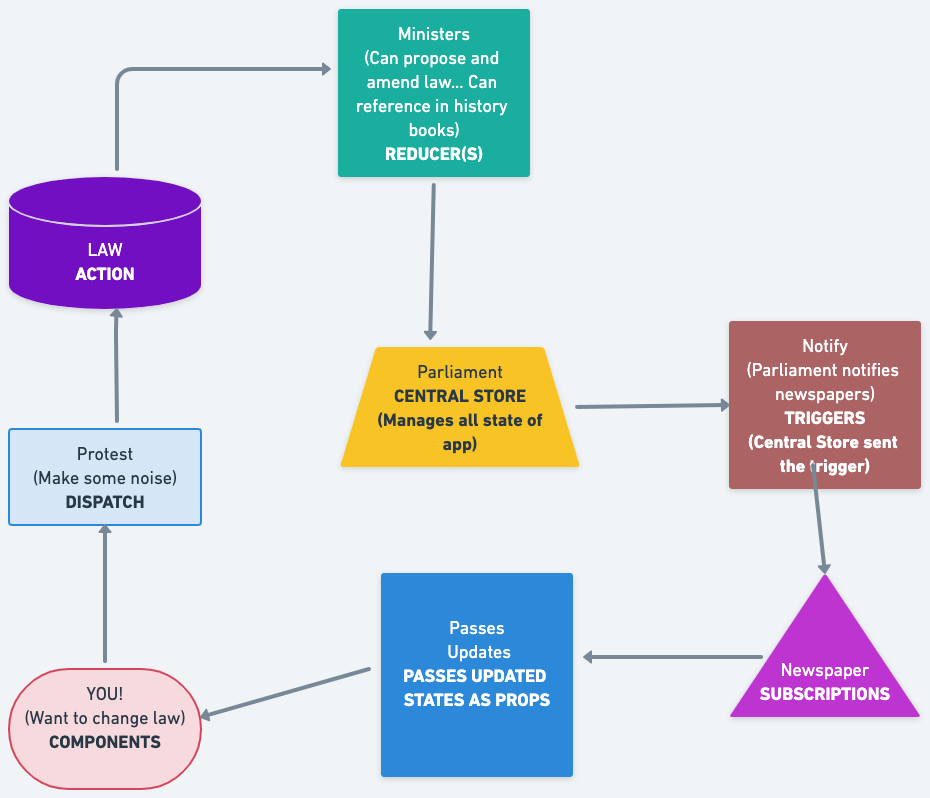 Ministers
(Can propose and
amend law... Can
reference in history
books)
REDUCER(S)
LAW
ACTION
Parliament
CENTRAL STORE
(Manages all state of
app)
Notify
(Parliament notifies
newspapers)
TRIGGERS
(Central Store sent
the trigger)
Protest
(Make some noise)
DISPATCH
Passes
Updates
PASSES UPDATED
STATES AS PROPS
Newspaper
SUBSCRIPTIONS
YOU!
(Want to change law)
COMPONENTS